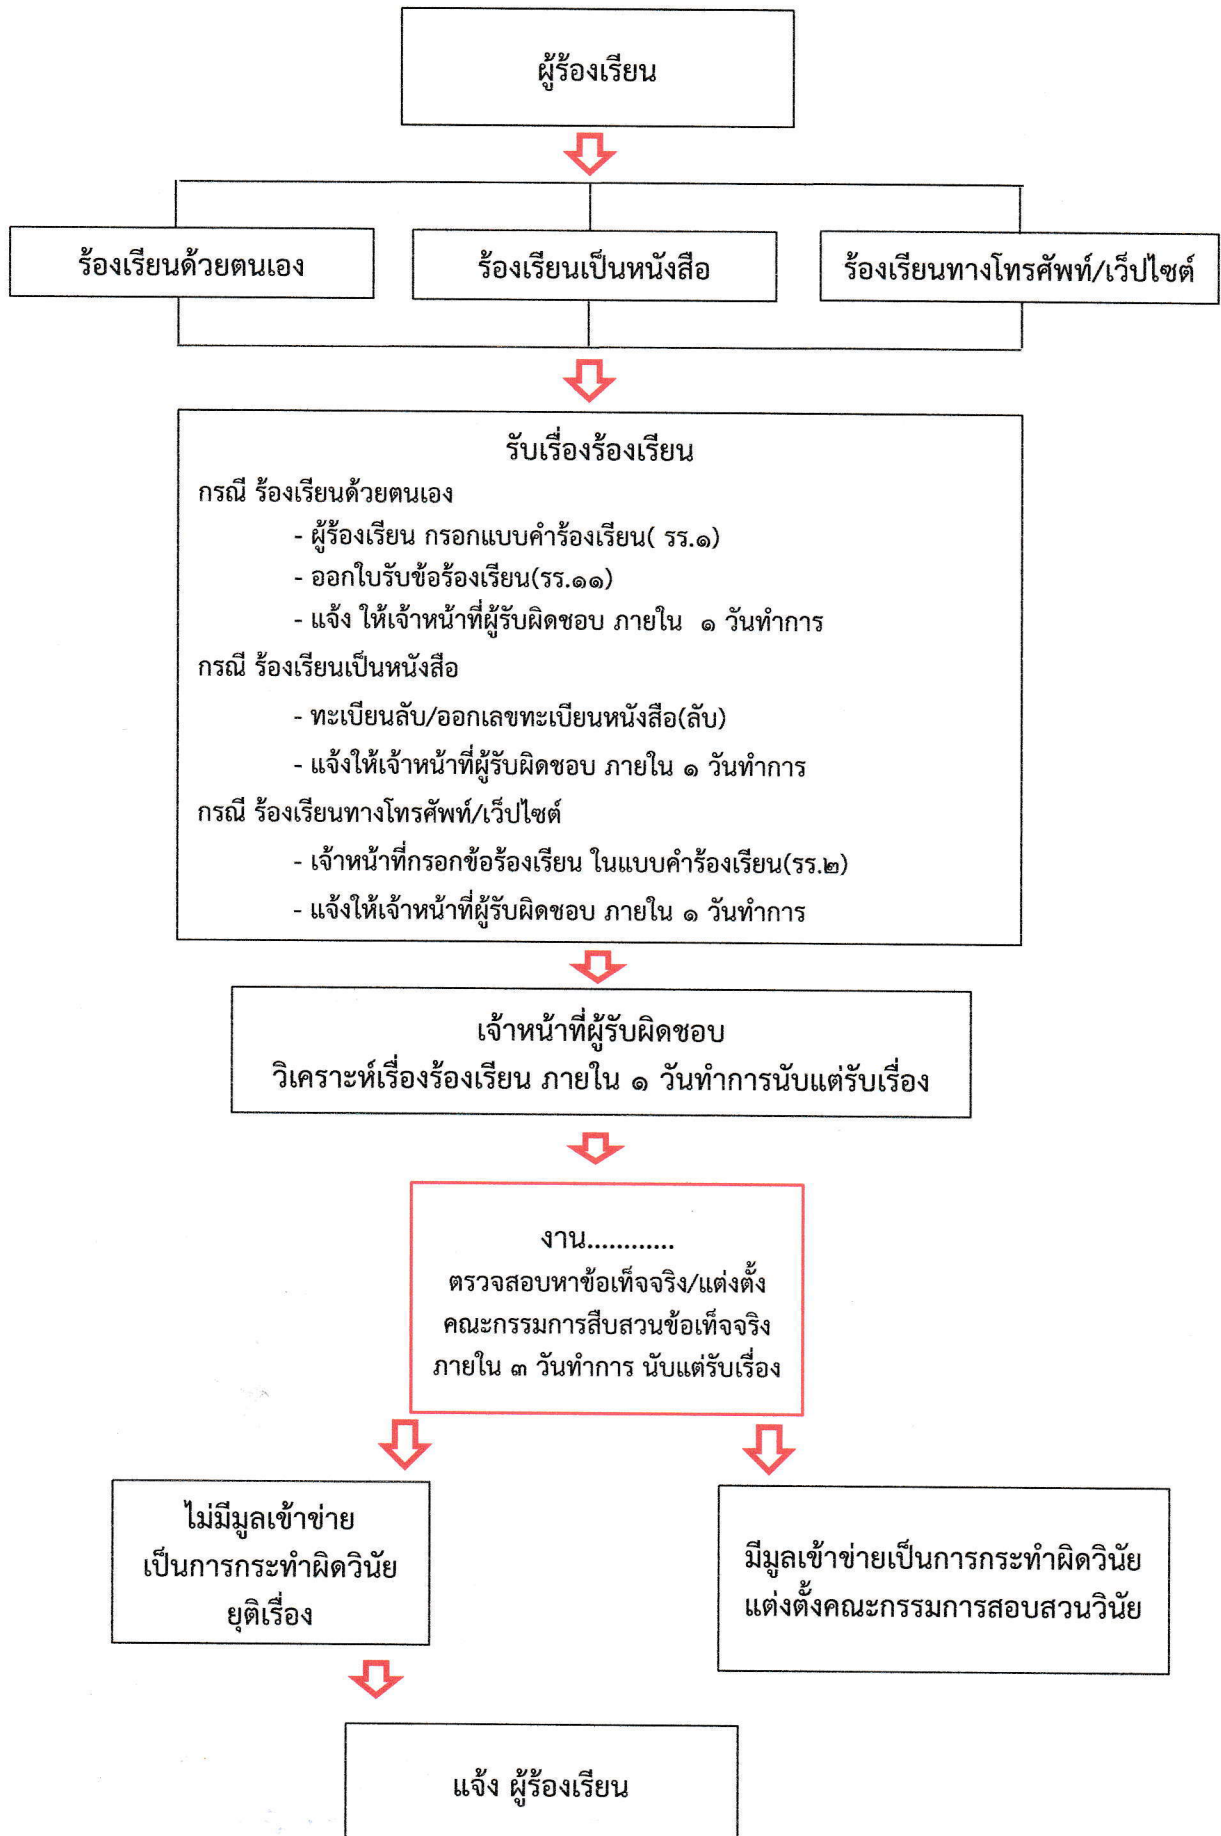 ผู้ร้องเรียน
ร้องเรียนด้วยตนเอง
ร้องเรียนเป็นหนังสือ
ร้องเรียนทางโทรศัพท์/เว็ปไซต์
รับเรื่องร้องเรียน
กรณี ร้องเรียนด้วยตนเอง
- ผู้ร้องเรียน กรอกแบบคำร้องเรียน( รร.๑)
- ออกใบรับข้อร้องเรียน(รร.๑๑)
- แจ้ง ให้เจ้าหน้าที่ผู้รับผิดชอบ ภายใน ๑ วันทำการ
กรณี ร้องเรียนเป็นหนังสือ
- ทะเบียนลับ/ออกเลขทะเบียนหนังสือ(ลับ)
- แจ้งให้เจ้าหน้าที่ผู้รับผิดชอบ ภายใน ๑ วันทำการ
กรณี ร้องเรียนทางโทรศัพท์/เว็ปไซต์
- เจ้าหน้าที่กรอกข้อร้องเรียน ในแบบคำร้องเรียน(รร.๒)
- แจ้งให้เจ้าหน้าที่ผู้รับผิดชอบ ภายใน ๑ วันทำการ
เจ้าหน้าที่ผู้รับผิดชอบ
วิเคราะห์เรื่องร้องเรียน ภายใน ๑ วันทำการนับแต่รับเรื่อง
งาน............
ตรวจสอบหาข้อเท็จจริง/แต่งตั้ง
คณะกรรมการสืบสวนข้อเท็จจริง
ภายใน ๓ วันทำการ นับแต่รับเรื่อง
ไม่มีมูลเข้าข่าย
เป็นการกระทำผิดวินัย
ยุติเรื่อง
มีมูลเข้าข่ายเป็นการกระทำผิดวินัย
แต่งตั้งคณะกรรมการสอบสวนวินัย
แจ้ง ผู้ร้องเรียน